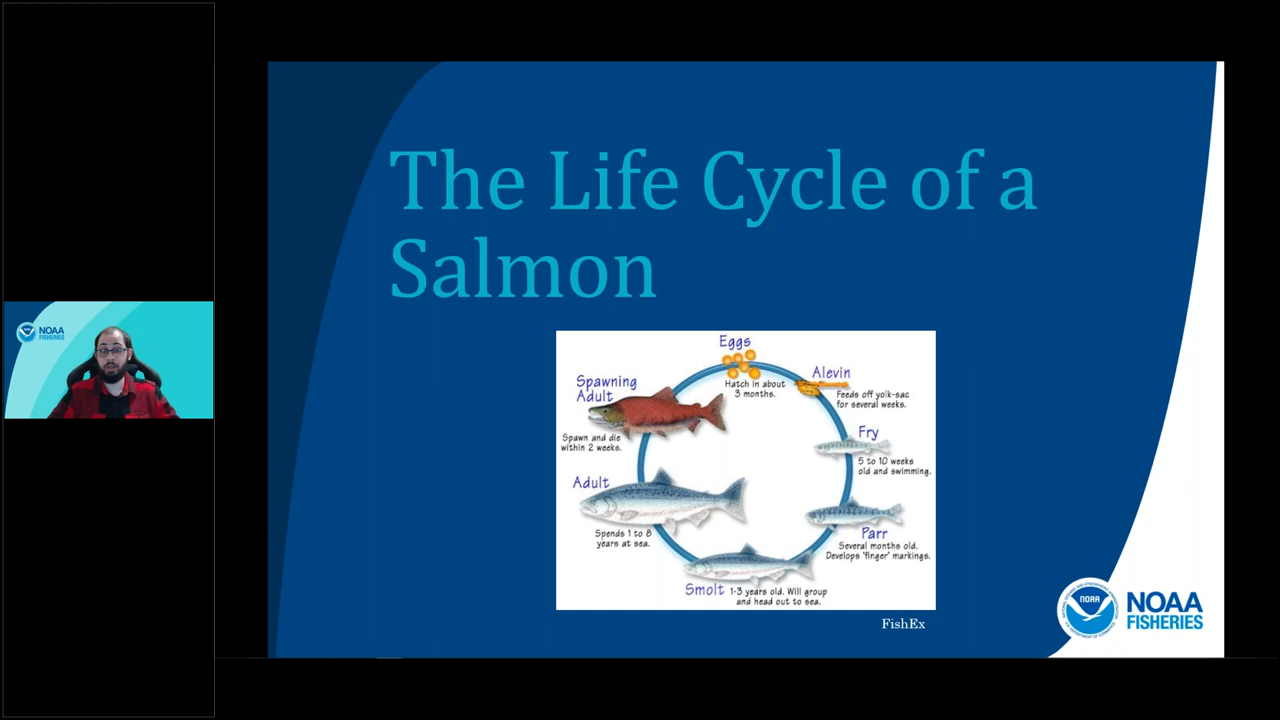 NOAA
FISHERIES
The Life Cycle of a
Salmon
Eggs
Hatch in about
3 months.
Alevin
Feeds off yolk-sac
for several weeks.
Fry
5 to 10 weeks
old and swimming.
Parr
Several months old.
Develops 'finger' markings.
Smolt 1-3 years old. Will group
and head out to sea.
Adult
Spends 1 to 8
years at sea.
Spawning
Adult
Spawn and die
within 2 weeks.
FishEx
NOAA
NOAA
FISHERIES